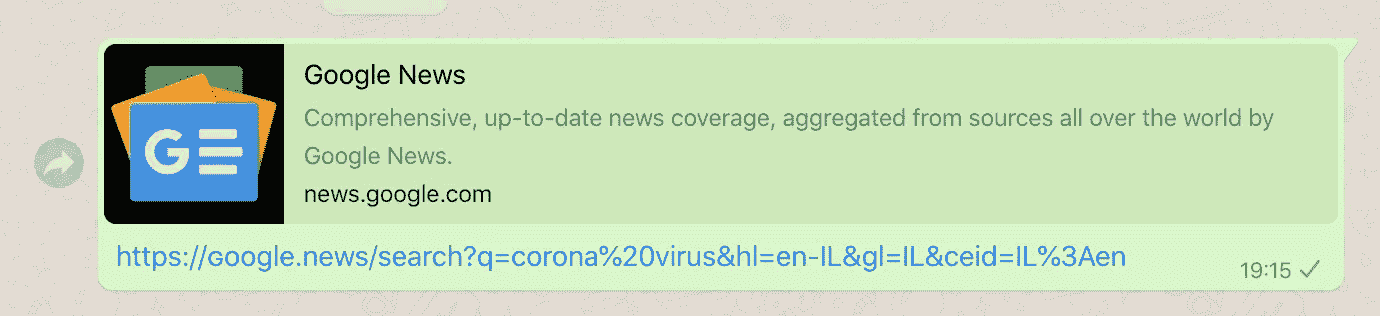 G
Google News
Comprehensive, up-to-date news coverage, aggregated from sources all over the world by
Google News.
news.google.com
https://ɢoogle.news/search?q=corona%20virus&hl=en-IL&gl=IL&ceid=IL%3Aen
19:15